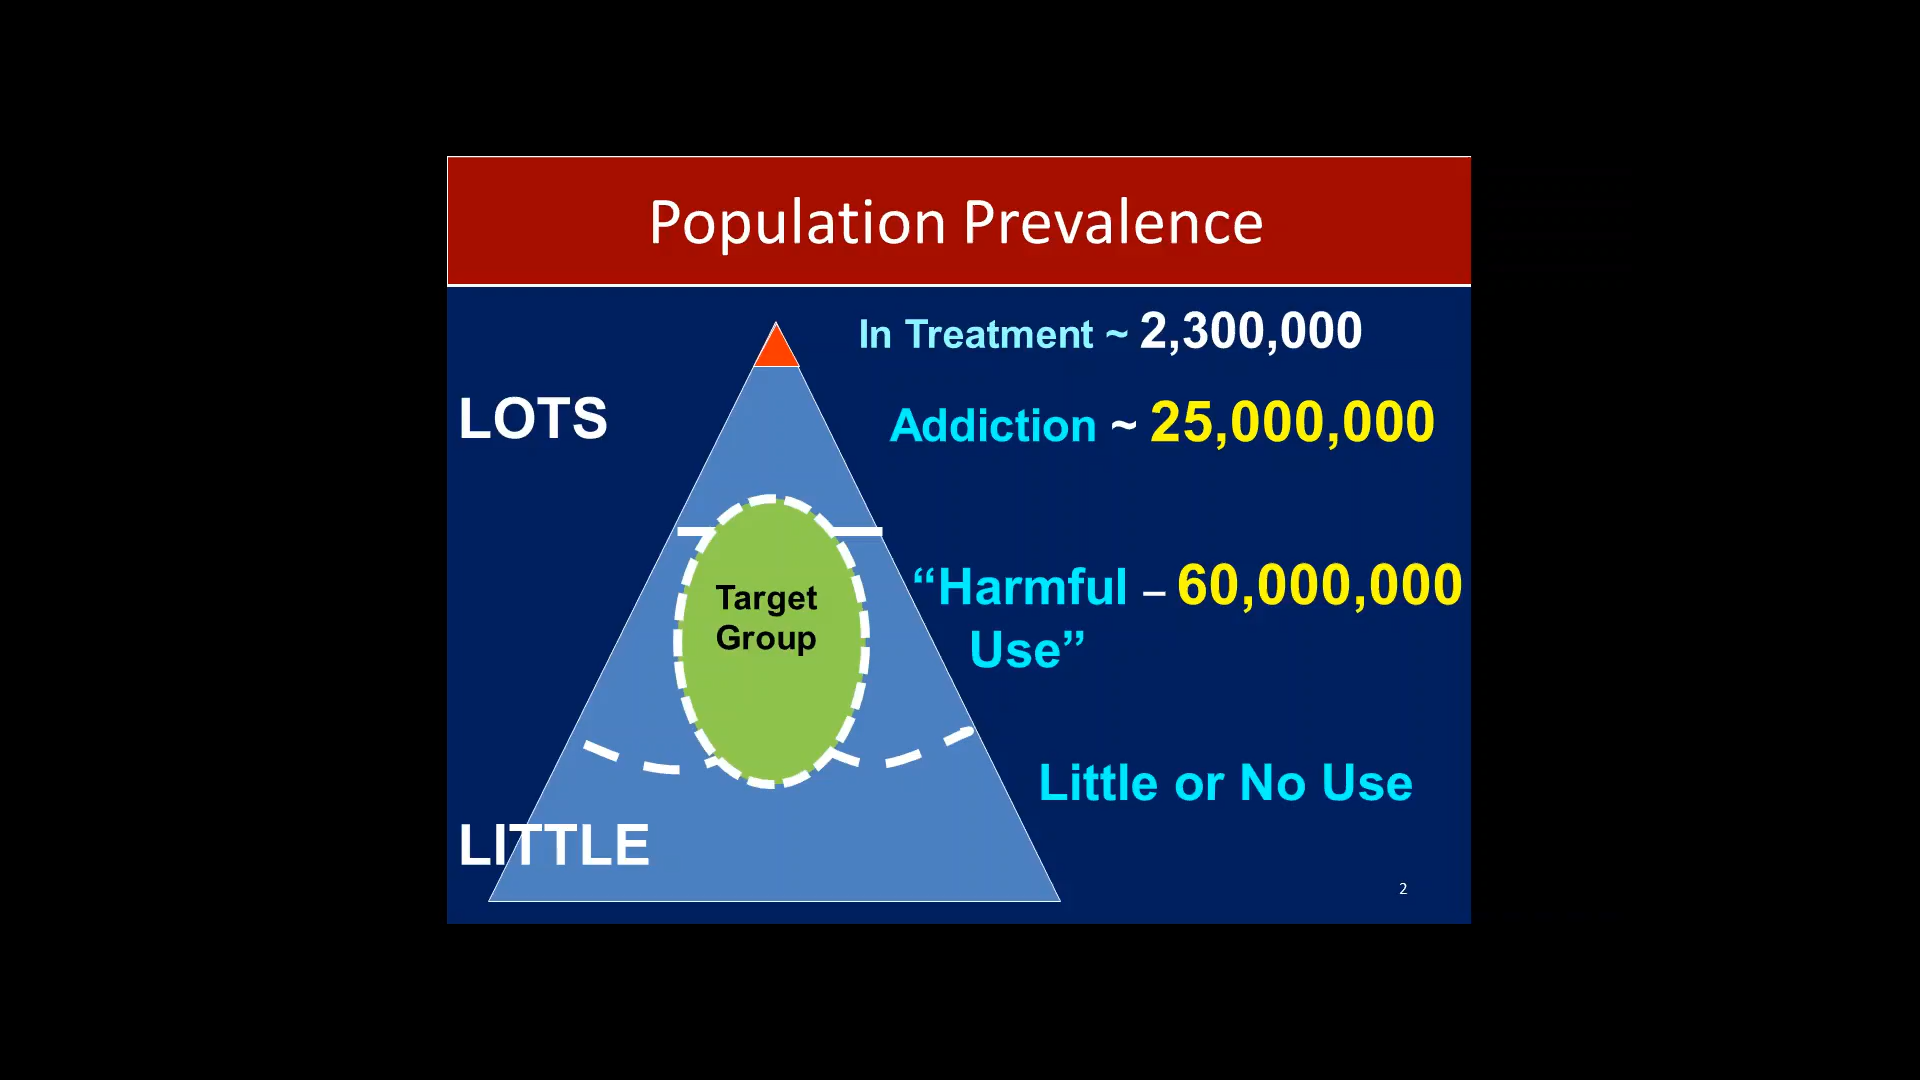 Population Prevalence
In Treatment ~ 2,300,000
LOTS
Addiction ~ 25,000,000
“Harmful – 60,000,000
Use”
Target
Group
Little or No Use
LITTLE
2